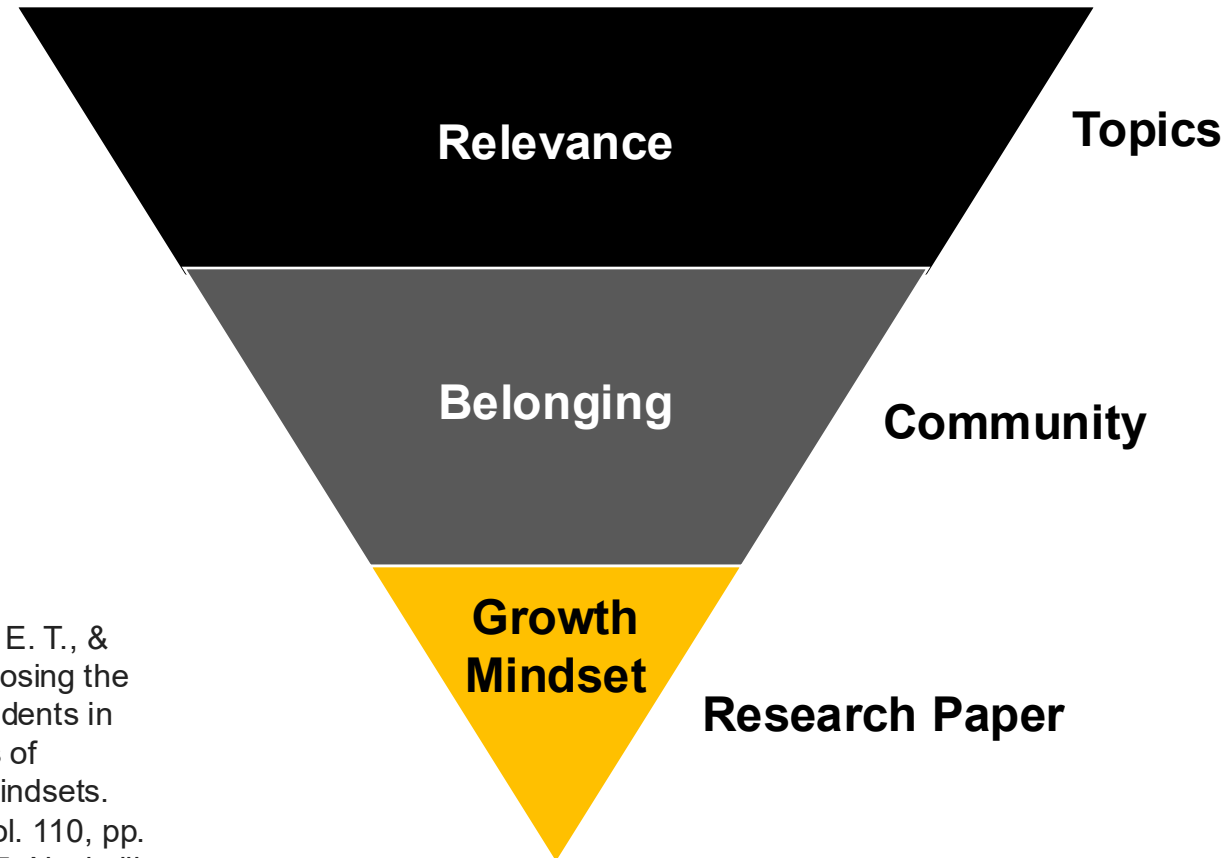 Relevance
Topics
Belonging
Community
Growth
Mindset
Research Paper
E. T., &
osing the
dents in
of
indsets.
ol. 110, pp.